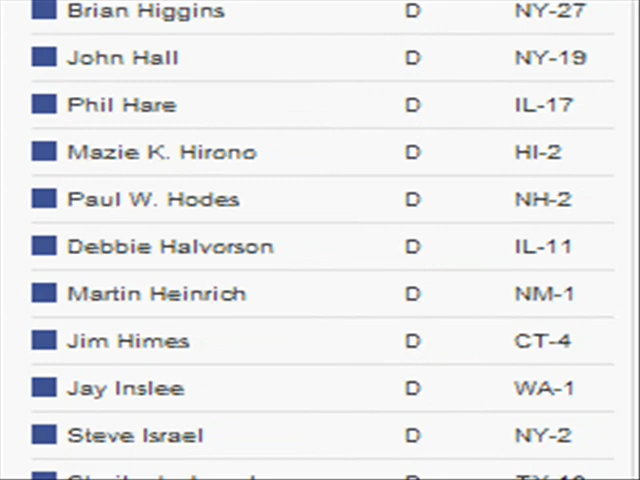 Brian Higgins D NY-27
John Hall D NY-19
Phil Hare D IL-17
Mazie K. Hirono D HI-2
Paul W. Hodes D NH-2
Debbie Halvorson D IL-11
Martin Heinrich D NM-1
Jim Himes D CT-4
Jay Inslee D WA-1
Steve Israel D NY-2